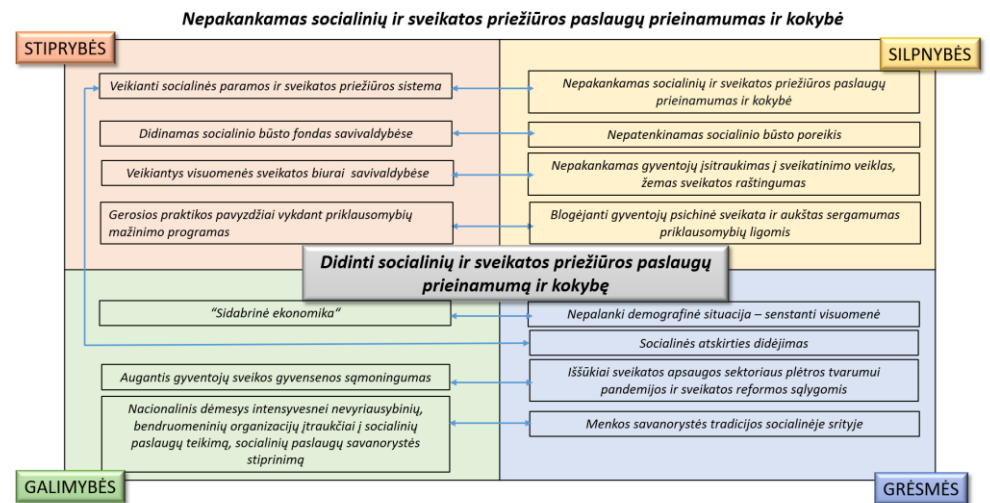 Nepakankamas socialinių ir sveikatos priežiūros paslaugų prieinamumas ir kokybė
STIPRYBĖS
SILPNYBĖS
Veikianti socialinės paramos ir sveikatos priežiūros sistema
Nepakankamas socialinių ir sveikatos priežiūros paslaugų
prieinamumas ir kokybė
Didinamas socialinio būsto fondas savivaldybėse
Nepatenkinamas socialinio būsto poreikis
Veikiantys visuomenės sveikatos biurai savivaldybėse
Nepakankamas gyventojų įsitraukimas į sveikatinimo veiklas,
žemas sveikatos raštingumas
Gerosios praktikos pavyzdžiai vykdant priklausomybių
mažinimo programas
Blogėjanti gyventojų psichinė sveikata ir aukštas sergamumas
priklausomybių ligomis
Didinti socialinių ir sveikatos priežiūros paslaugų
prieinamumą ir kokybę
"Sidabrinė ekonomika"
Nepalanki demografinė situacija – senstanti visuomenė
Socialinės atskirties didėjimas
Augantis gyventojų sveikos gyvensenos sąmoningumas
Iššūkiai sveikatos apsaugos sektoriaus plėtros tvarumui
pandemijos ir sveikatos reformos sąlygomis
Nacionalinis dėmesys intensyvesnei nevyriausybinių,
bendruomeninių organizacijų įtraukčiai į socialinių
paslaugų teikimą, socialinių paslaugų savanorystės
stiprinimą
Menkos savanorystės tradicijos socialinėje srityje
GALIMYBĖS
GRĖSMĖS